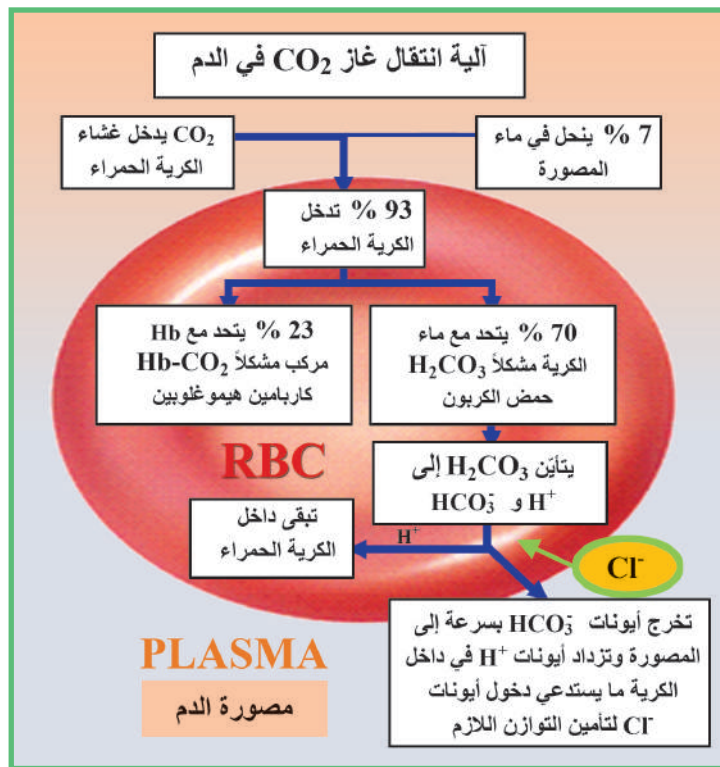 آلية انتقال غاز CO₂ في الدم
7 % ينحل في ماء
المصورة
CO₂ يدخل غشاء
الكرية الحمراء
93 % تدخل
الكرية الحمراء
70 % يتحد مع ماء
الكرية مشكلاً H₂CO₃
حمض الكربون
23 % يتحد مع Hb
مركب مشكلاً Hb-CO₂
كاربامين هيموغلوبين
RBC
يتأيّن H₂CO₃ إلى
H⁺ و HCO₃⁻
H⁺
تبقى داخل
الكرية الحمراء
Cl⁻
تخرج أيونات HCO₃⁻ بسرعة إلى
المصورة وتزداد أيونات H⁺ في داخل
الكرية ما يستدعي دخول أيونات
Cl⁻ لتأمين التوازن اللازم
PLASMA
مصورة الدم